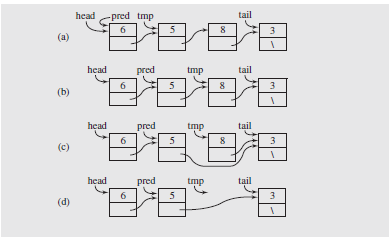 head pred tmp tail
(a) 6 5 8 3
\
head pred tmp tail
(b) 6 5 8 3
\
head pred tmp tail
(c) 6 5 8 3
\
head pred tmp tail
(d) 6 5 3
\